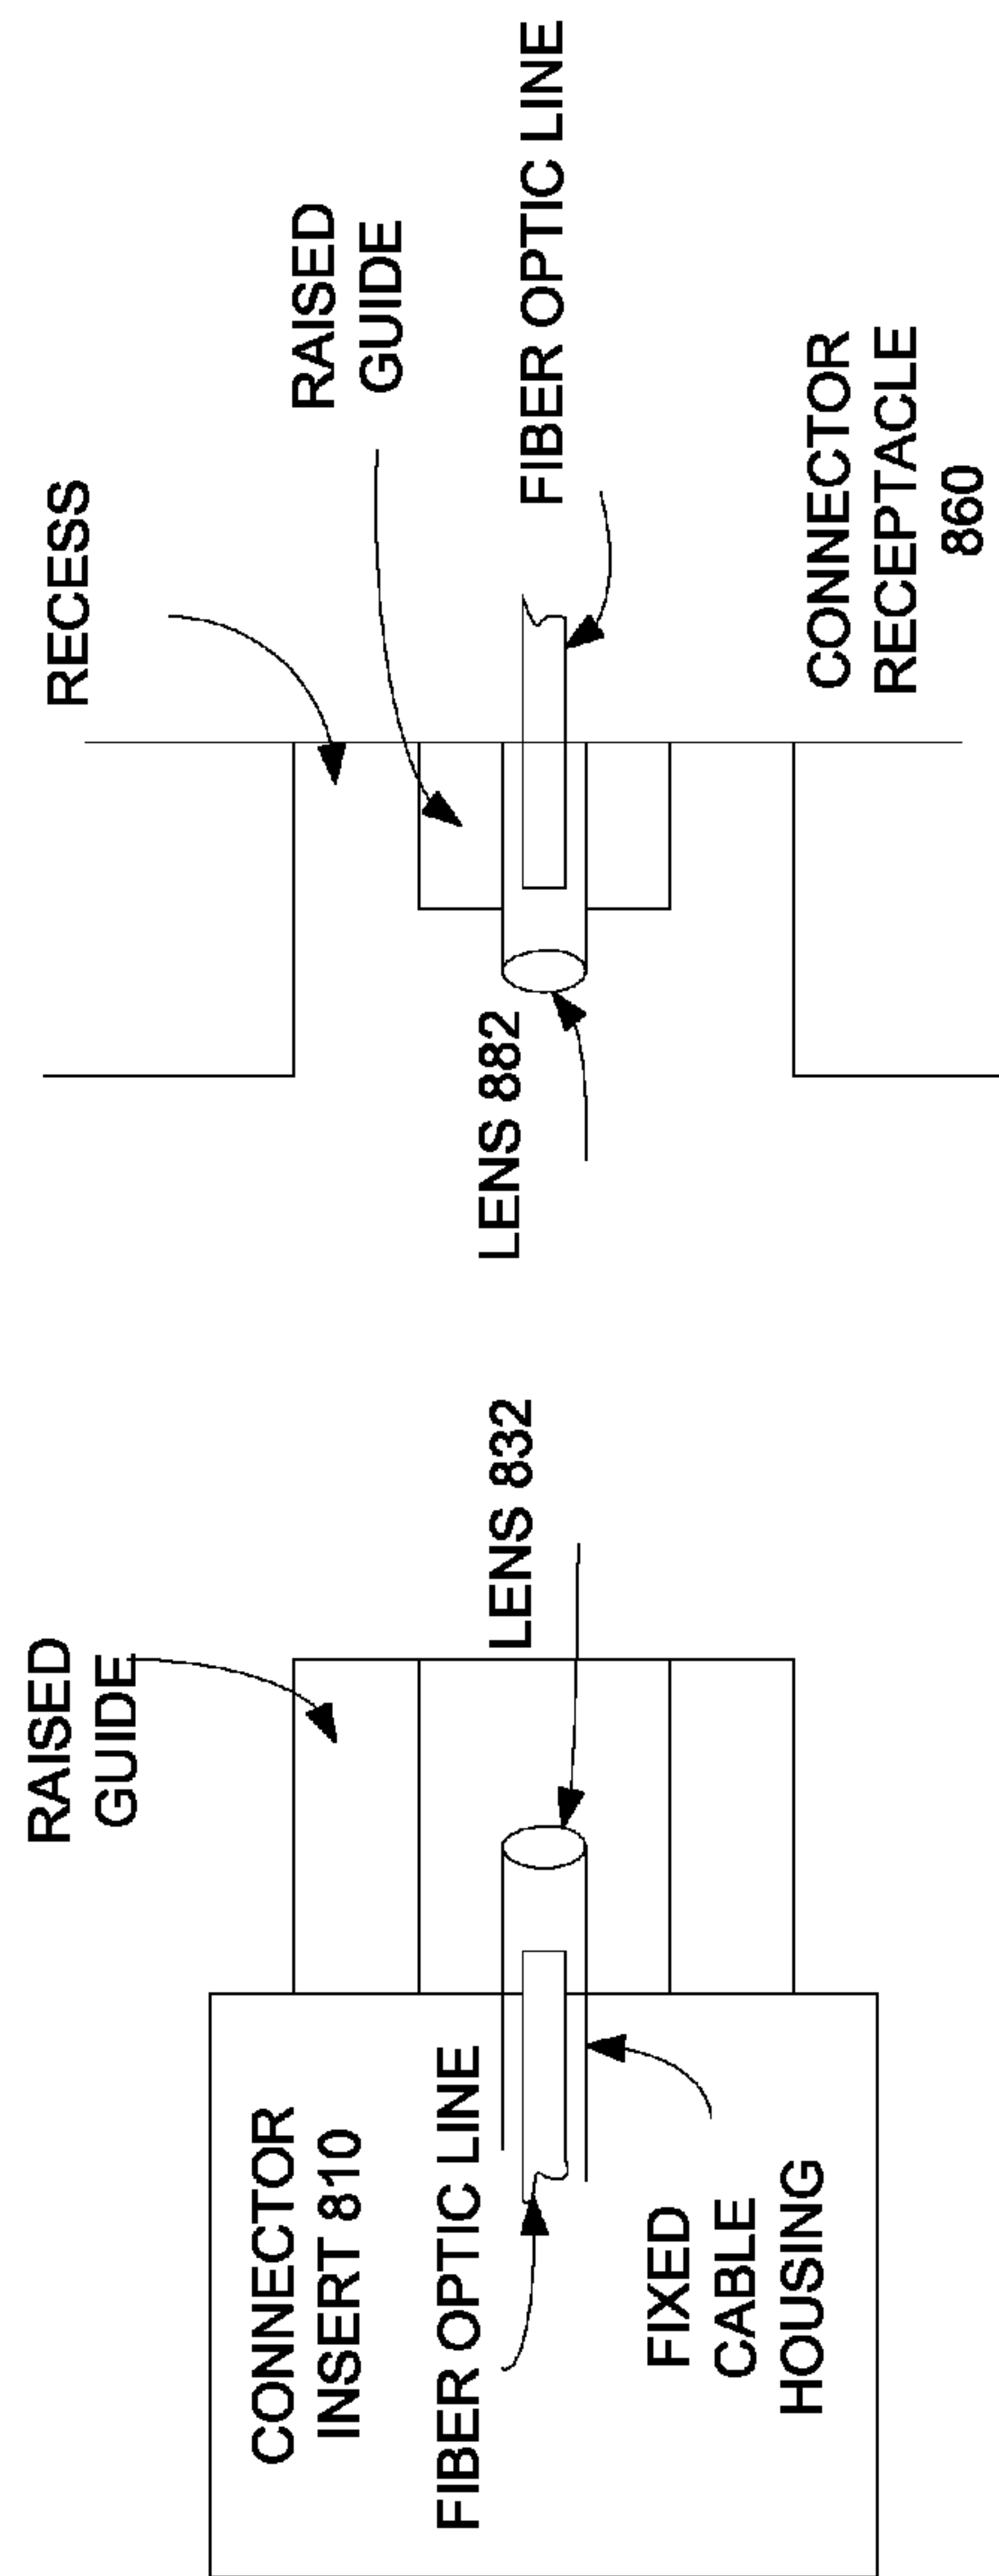 CONNECTOR
INSERT 810
FIBER OPTIC LINE
FIXED
CABLE
HOUSING
RAISED
GUIDE
LENS 832
RECESS
RAISED
GUIDE
LENS 882
FIBER OPTIC LINE
CONNECTOR
RECEPTACLE
860